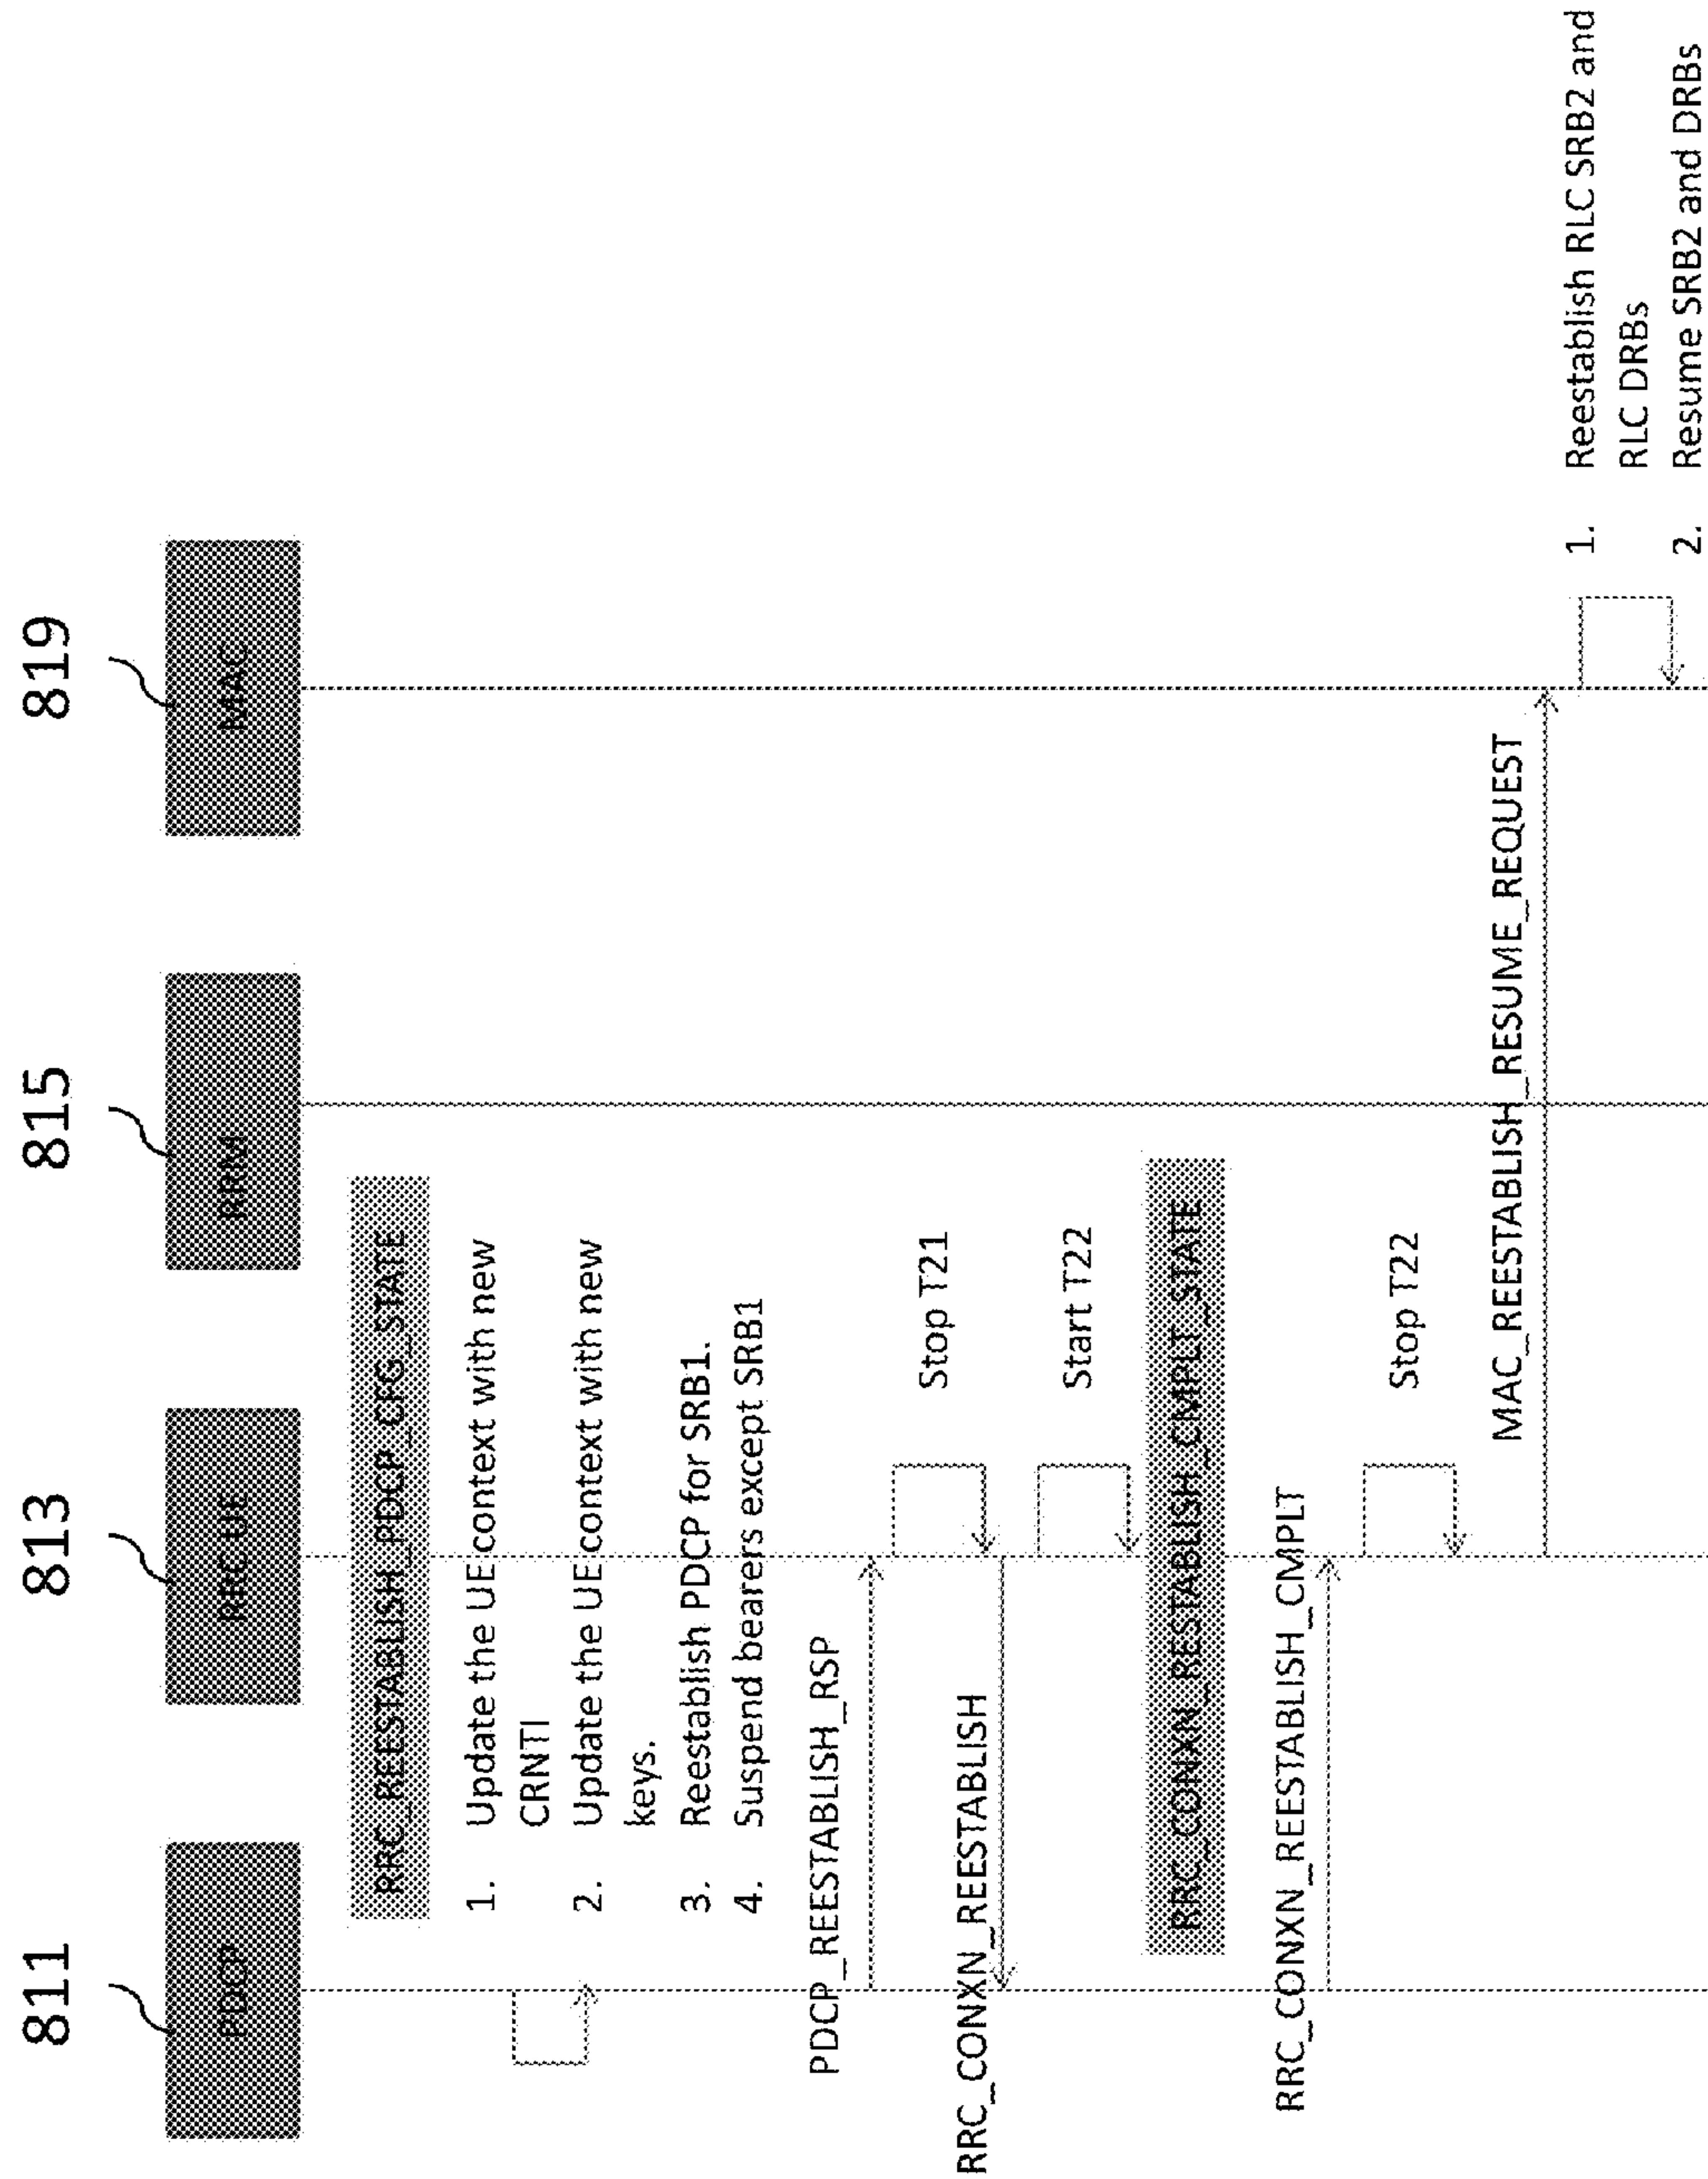 811
813
815
819
PDCP
RRC UE
RRM
MAC
RRC_REESTABLISH_PDCP_CFG_STATE
1. Update the UE context with new
CRNTI
2. Update the UE context with new
keys.
3. Reestablish PDCP for SRB1.
4. Suspend bearers except SRB1
PDCP_REESTABLISH_RSP
Stop T21
RRC_CONXN_REESTABLISH
Start T22
RRC_CONXN_RESTABLISH_CMPLT_STATE
RRC_CONXN_REESTABLISH_CMPLT
Stop T22
MAC_REESTABLISH_RESUME_REQUEST
1. Reestablish RLC SRB2 and
RLC DRBs
2. Resume SRB2 and DRBs